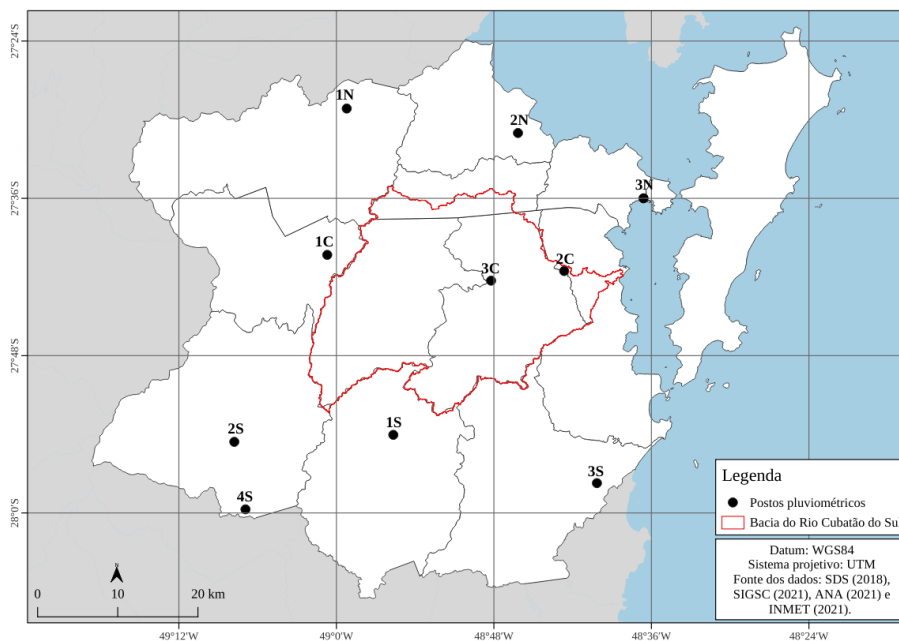 27°24'S
27°36'S
27°48'S
28°0'S
1N
2N
3N
1C
2C
3C
1S
2S
3S
4S
N
0 10 20 km
49°12'W 49°0'W 48°48'W 48°36'W 48°24'W
Legenda
Postos pluviométricos
Bacia do Rio Cubatão do Sul
Datum: WGS84
Sistema projetivo: UTM
Fonte dos dados: SDS (2018),
SIGSC (2021), ANA (2021) e
INMET (2021).